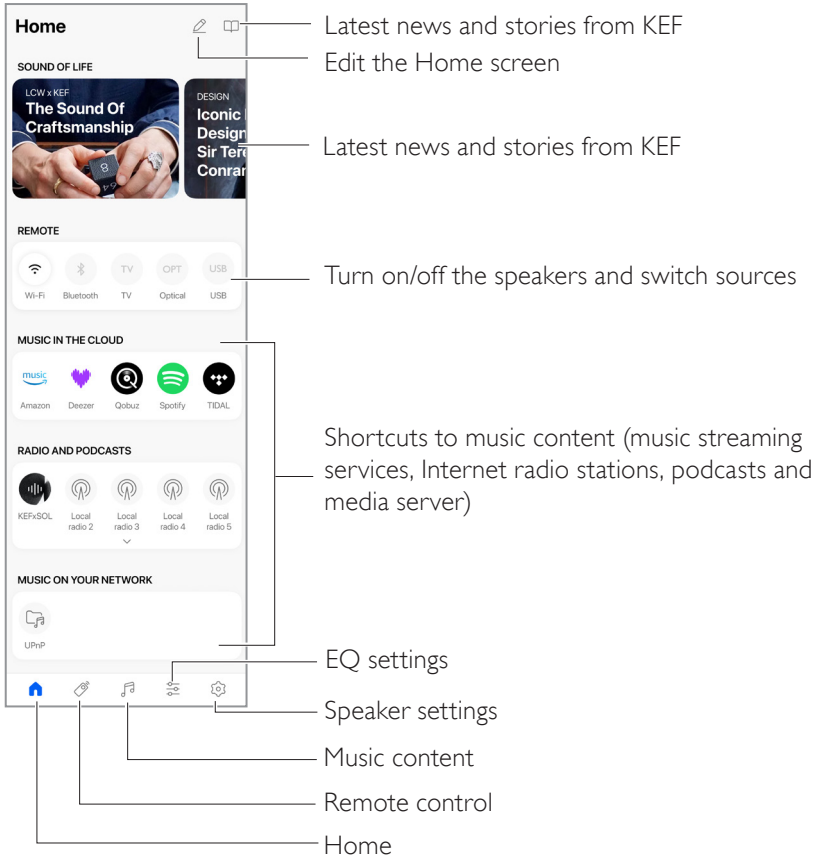 Home
Latest news and stories from KEF
Edit the Home screen
SOUND OF LIFE
LCW x KEF
The Sound Of
Craftsmanship
DESIGN
Iconic
Design
Sir Tere
Conran
Latest news and stories from KEF
REMOTE
TV OPT USB
Wi-Fi Bluetooth TV Optical USB
Turn on/off the speakers and switch sources
MUSIC IN THE CLOUD
music
Amazon Deezer Qobuz Spotify TIDAL
Shortcuts to music content (music streaming
services, Internet radio stations, podcasts and
media server)
RADIO AND PODCASTS
KEFxSOL Local Local Local Local
radio 2 radio 3 radio 4 radio 5
MUSIC ON YOUR NETWORK
UPnP
EQ settings
Speaker settings
Music content
Remote control
Home